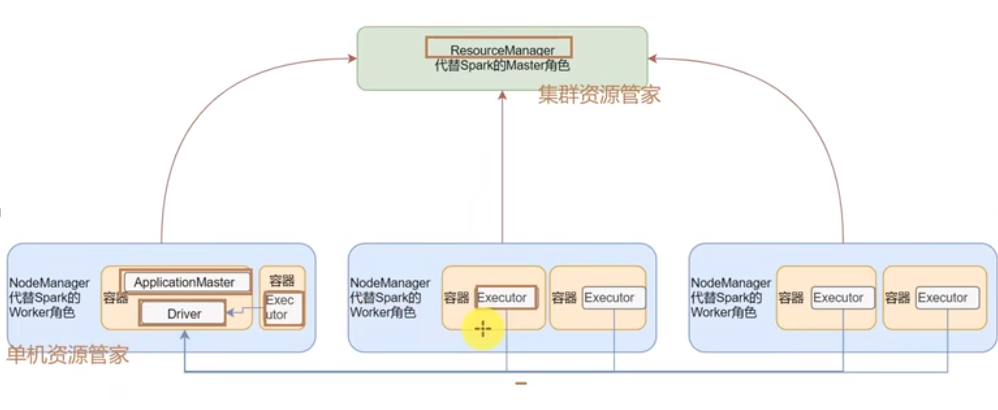 ResourceManager
代替Spark的Master角色
集群资源管家
NodeManager
代替Spark的
Worker角色
容器
ApplicationMaster
Driver
容器
Exec
utor
单机资源管家
NodeManager
代替Spark的
Worker角色
容器
Executor
容器
Executor
NodeManager
代替Spark的
Worker角色
容器
Executor
容器
Executor